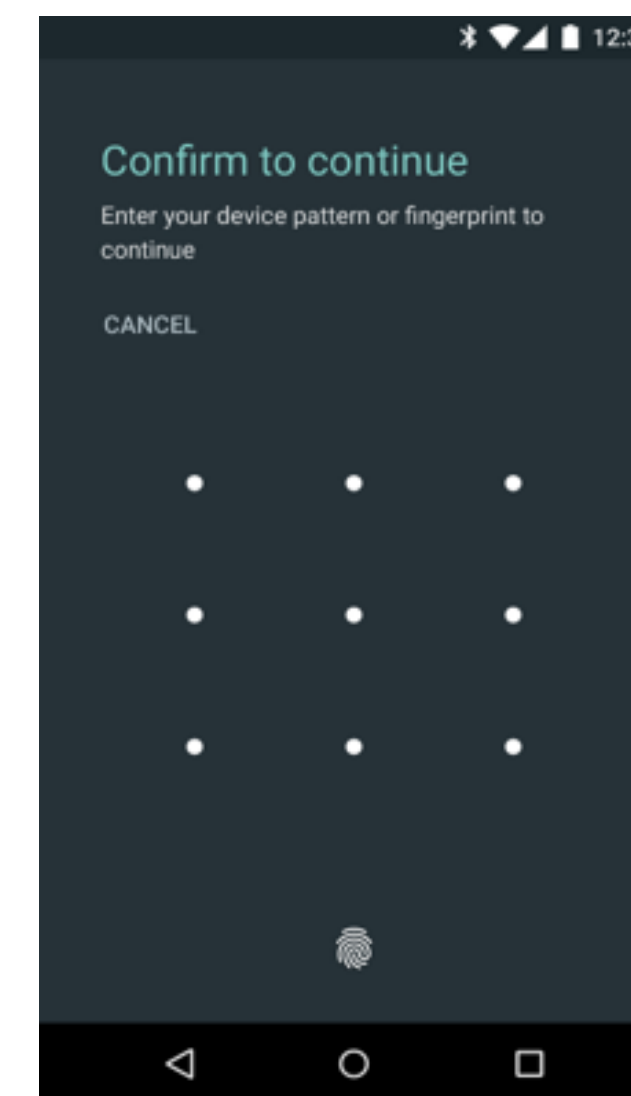 Confirm to continue
Enter your device pattern or fingerprint to
continue
CANCEL